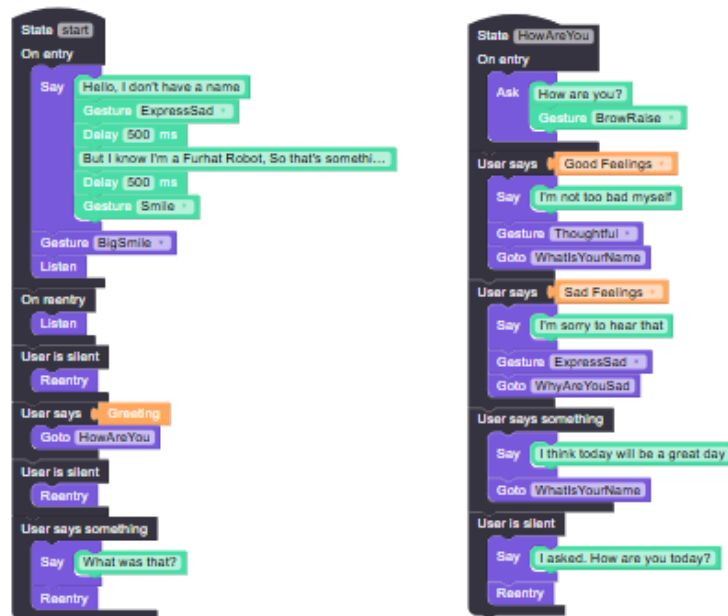 State start
On entry
Say Hello, I don't have a name
Gesture ExpressSad
Delay 500 ms
But I know I'm a Furhat Robot, So that's somethi...
Delay 500 ms
Gesture Smile
Gesture BigSmile
Listen
On reentry
Listen
User is silent
Reentry
User says Greeting
Goto HowAreYou
User is silent
Reentry
User says something
Say What was that?
Reentry
State HowAreYou
On entry
Ask How are you?
Gesture BrowRaise
User says Good Feelings
Say I'm not too bad myself
Gesture Thoughtful
Goto WhatIsYourName
User says Sad Feelings
Say I'm sorry to hear that
Gesture ExpressSad
Goto WhyAreYouSad
User says something
Say I think today will be a great day
Goto WhatIsYourName
User is silent
Say I asked. How are you today?
Reentry